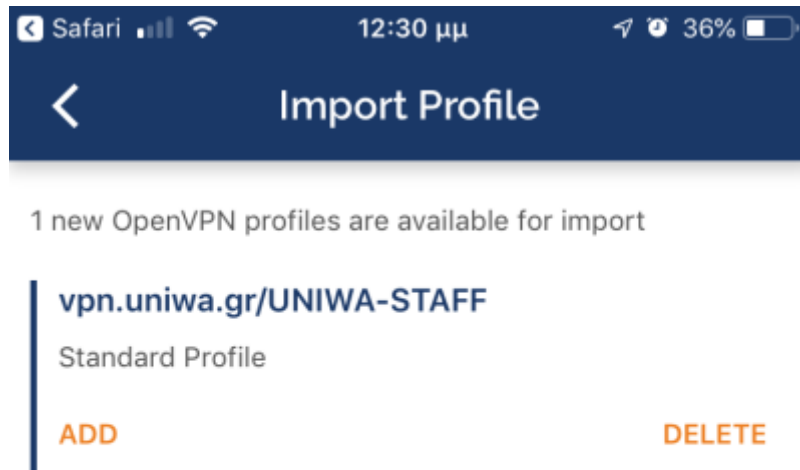 Safari 12:30 μμ 36%
Import Profile
1 new OpenVPN profiles are available for import
vpn.uniwa.gr/UNIWA-STAFF
Standard Profile
ADD DELETE